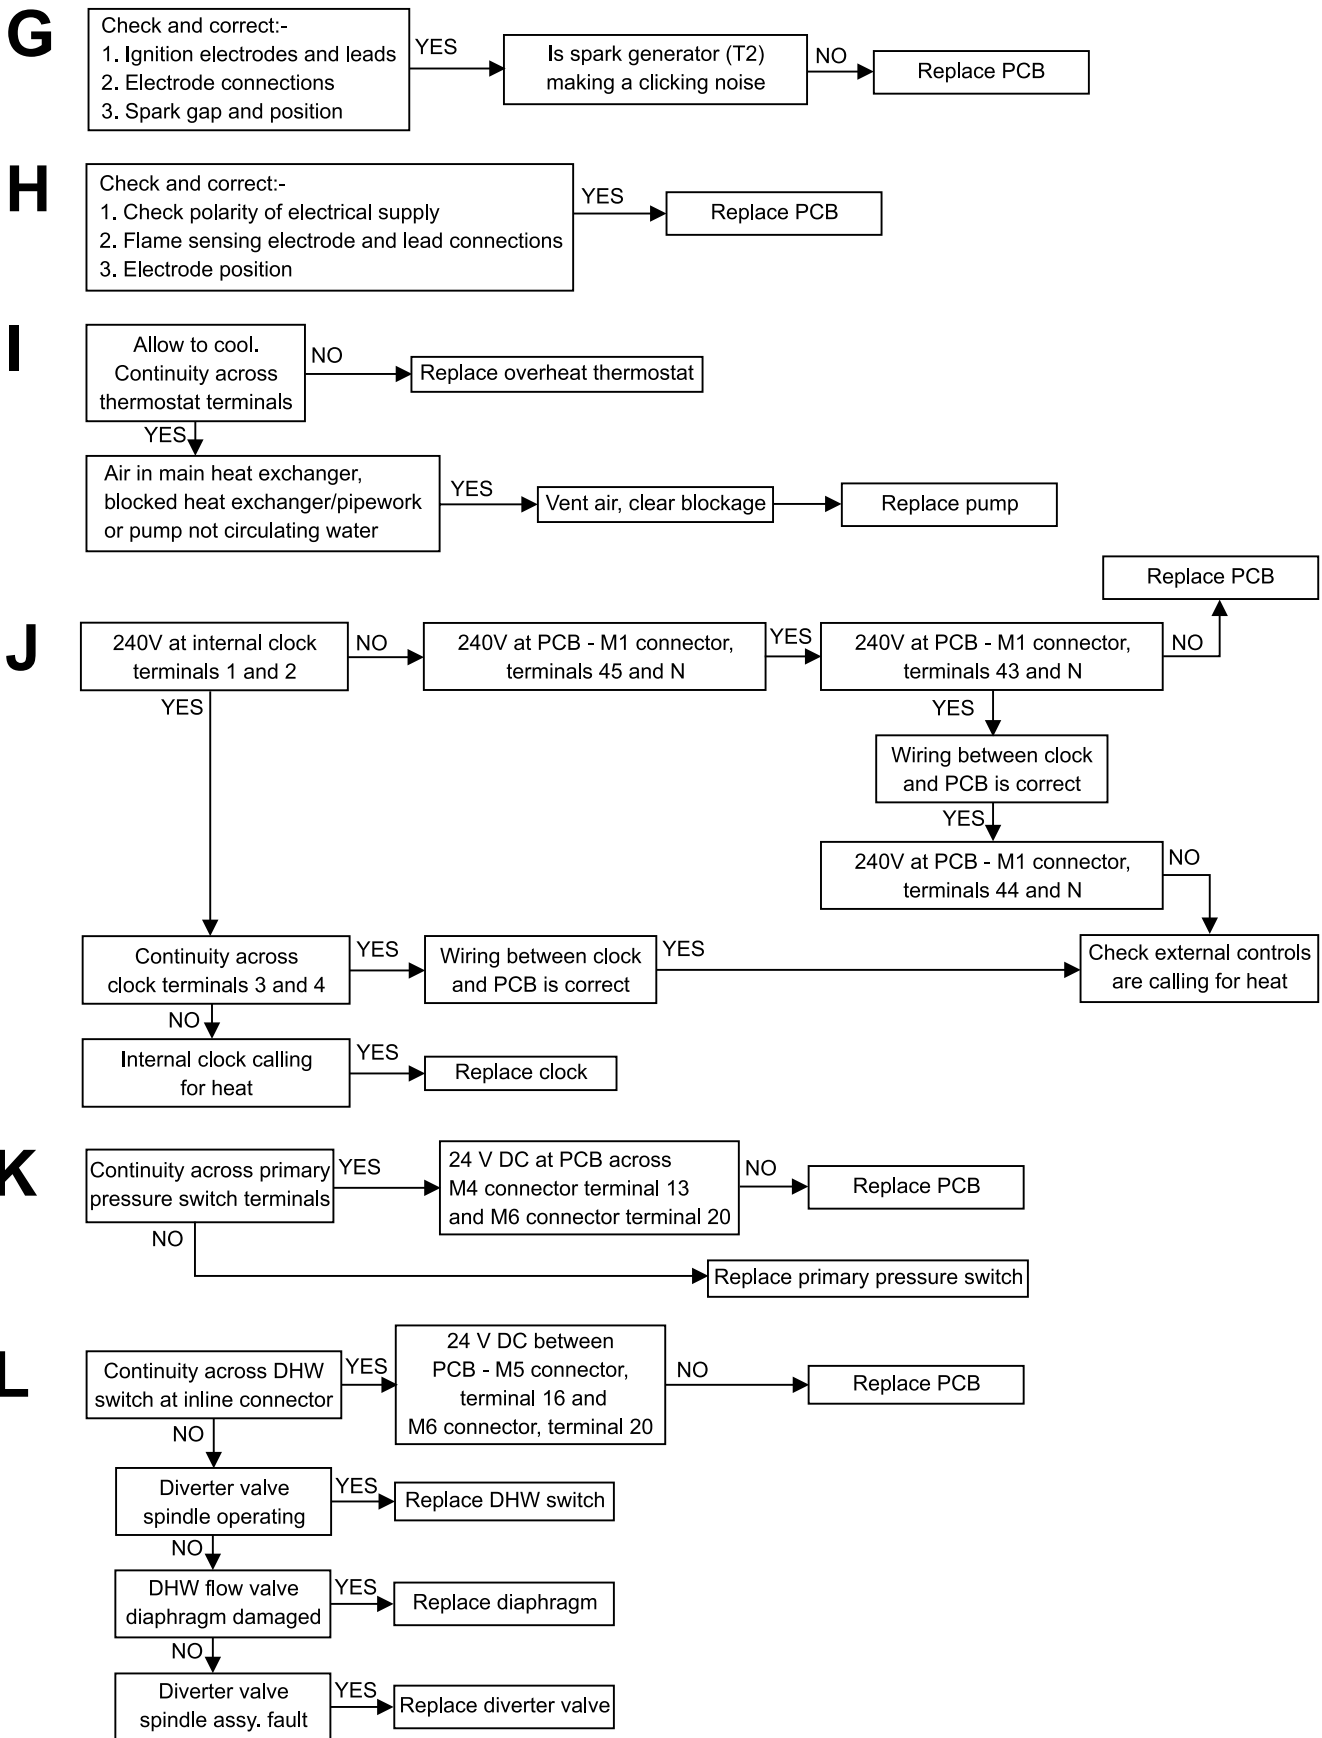 G
Check and correct:-
1. Ignition electrodes and leads
2. Electrode connections
3. Spark gap and position
YES
Is spark generator (T2)
making a clicking noise
NO
Replace PCB
H
Check and correct:-
1. Check polarity of electrical supply
2. Flame sensing electrode and lead connections
3. Electrode position
YES
Replace PCB
I
Allow to cool.
Continuity across
thermostat terminals
NO
Replace overheat thermostat
YES
Air in main heat exchanger,
blocked heat exchanger/pipework
or pump not circulating water
YES
Vent air, clear blockage
Replace pump
Replace PCB
J
240V at internal clock
terminals 1 and 2
NO
240V at PCB - M1 connector,
terminals 45 and N
YES
240V at PCB - M1 connector,
terminals 43 and N
NO
YES
YES
Wiring between clock
and PCB is correct
YES
240V at PCB - M1 connector,
terminals 44 and N
NO
Continuity across
clock terminals 3 and 4
YES
Wiring between clock
and PCB is correct
YES
Check external controls
are calling for heat
NO
Internal clock calling
for heat
YES
Replace clock
K
Continuity across primary
pressure switch terminals
YES
24 V DC at PCB across
M4 connector terminal 13
and M6 connector terminal 20
NO
Replace PCB
NO
Replace primary pressure switch
L
Continuity across DHW
switch at inline connector
YES
24 V DC between
PCB - M5 connector,
terminal 16 and
M6 connector, terminal 20
NO
Replace PCB
NO
Diverter valve
spindle operating
YES
Replace DHW switch
NO
DHW flow valve
diaphragm damaged
YES
Replace diaphragm
NO
Diverter valve
spindle assy. fault
YES
Replace diverter valve